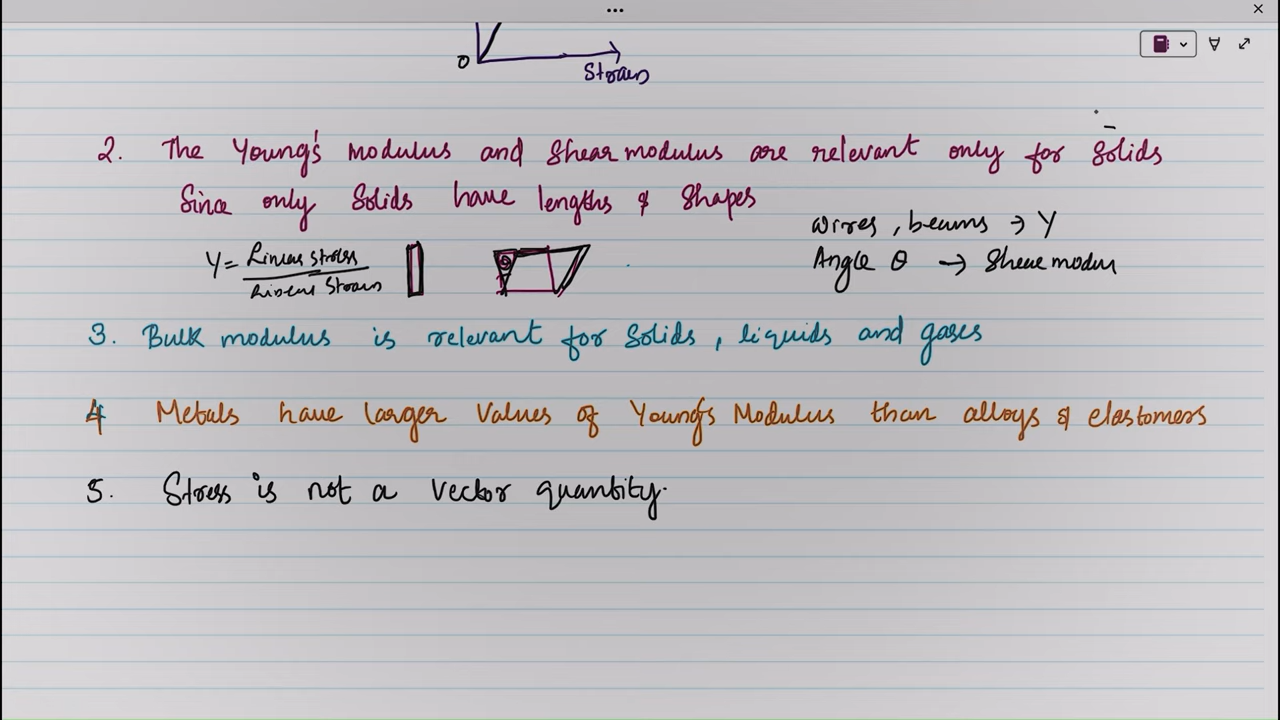 0
Strain
2. The Young's modulus and Shear modulus are relevant only for Solids
Since only Solids have lengths & Shapes
Wires, beams → Y
Y = Linear Stress / Linear Strain
θ
Angle θ → Shear modu
3. Bulk modulus is relevant for Solids, liquids and gases
4 Metals have larger values of Young's Modulus than alloys & elastomers
5. Stress is not a vector quantity.